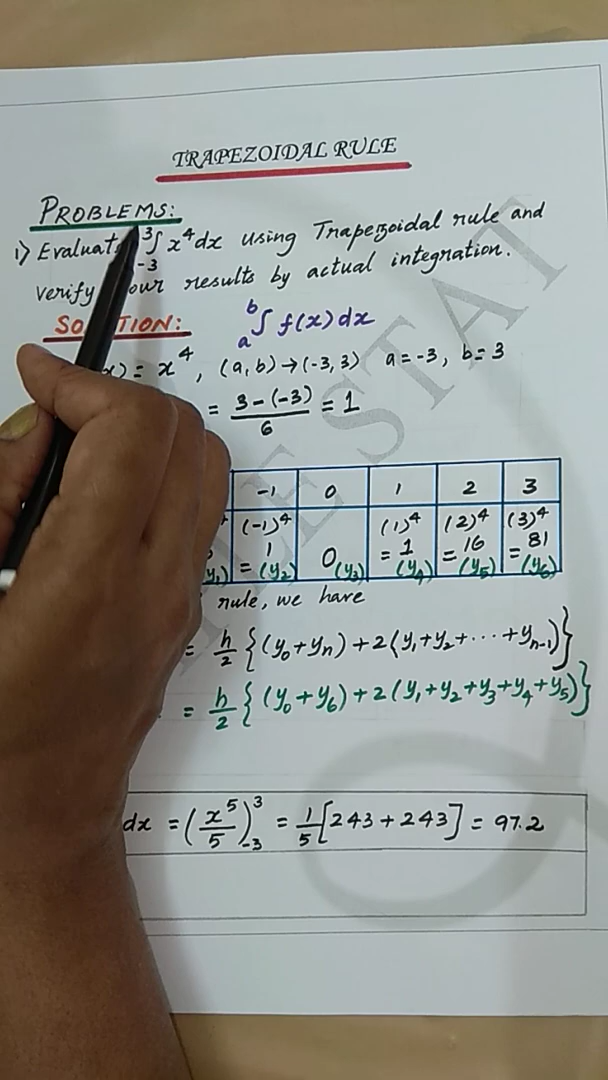 TRAPEZOIDAL RULE
PROBLEMS:
1) Evaluat ³∫₋₃ x⁴dx using Trapezoidal rule and
verify our results by actual integration.
ᵇ∫ₐ f(x)dx
) = x⁴, (a, b) → (-3, 3) a = -3, b = 3
= 3-(-3)/6 = 1
-1 0 1 2 3
(-1)⁴ (1)⁴ (2)⁴ (3)⁴
= 1 (y₂) 0 (y₃) = 1 (y₄) = 16 (y₅) = 81 (y₆)
rule, we have
= h/2 {(y₀+yₙ)+2(y₁+y₂+...+yₙ₋₁)}
= h/2 {(y₀+y₆)+2(y₁+y₂+y₃+y₄+y₅)}
dx = (x⁵/5)³₋₃ = 1/5[243+243] = 97.2